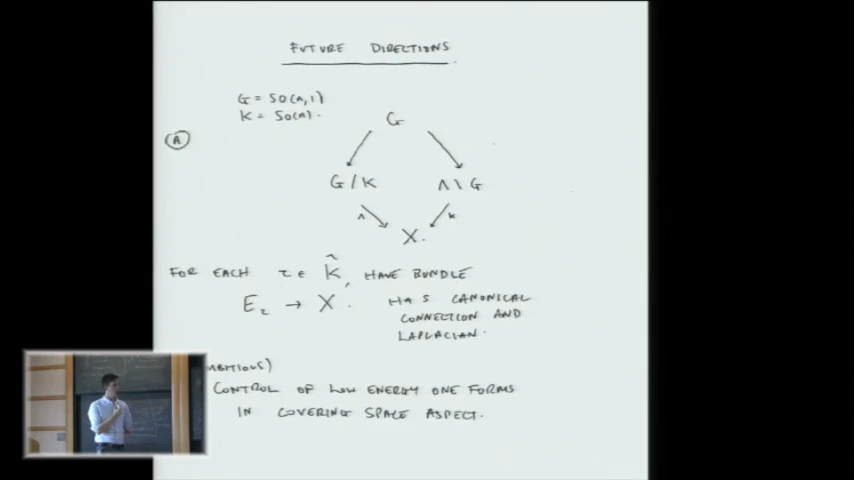 FUTURE DIRECTIONS
G = SO(n,1)
K = SO(n).
G
A
G/K Λ\G
Λ K
X.
FOR EACH τ ∈ K̂, HAVE BUNDLE
E_τ → X. HAS CANONICAL
CONNECTION AND
LAPLACIAN.
MBITIOUS)
CONTROL OF LOW ENERGY ONE FORMS
IN COVERING SPACE ASPECT.